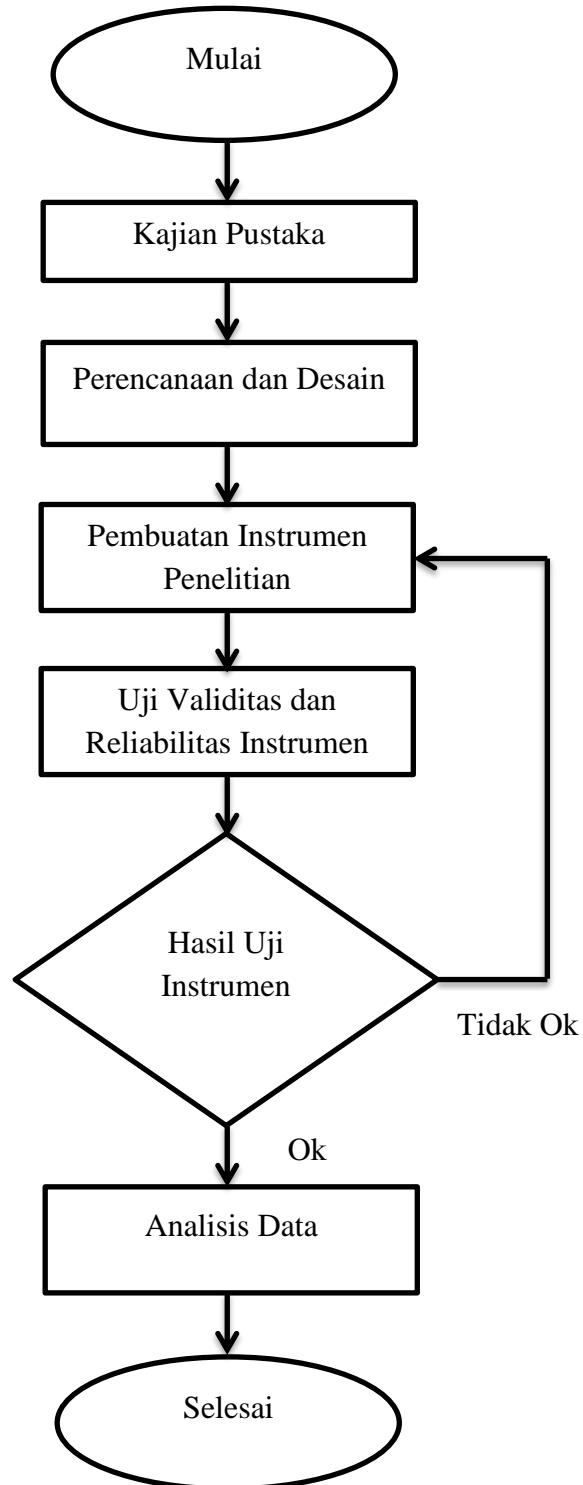 Mulai
Kajian Pustaka
Perencanaan dan Desain
Pembuatan Instrumen
Penelitian
Uji Validitas dan
Reliabilitas Instrumen
Hasil Uji
Instrumen
Tidak Ok
Ok
Analisis Data
Selesai